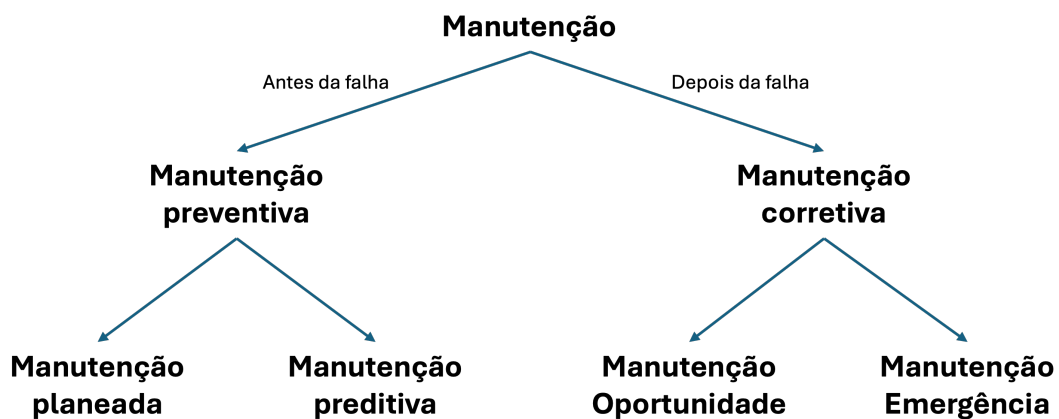 Manutenção
Antes da falha
Depois da falha
Manutenção
preventiva
Manutenção
corretiva
Manutenção
planeada
Manutenção
preditiva
Manutenção
Oportunidade
Manutenção
Emergência